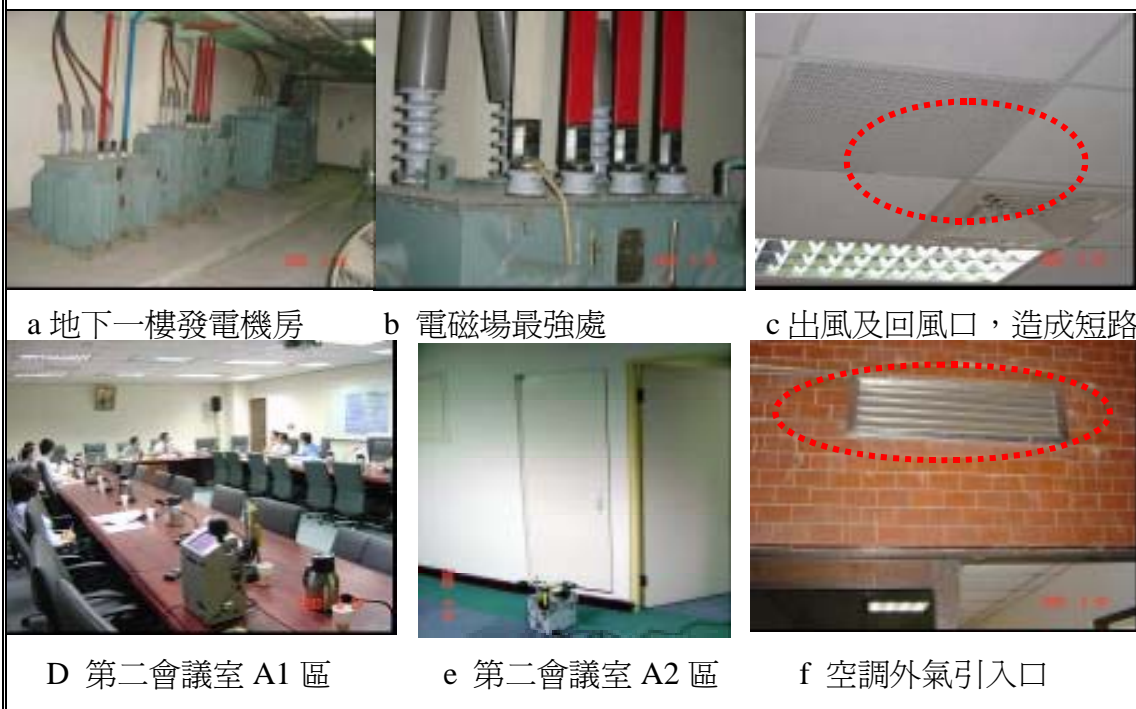 a 地下一樓發電機房
b 電磁場最強處
c 出風及回風口，造成短路
D 第二會議室 A1 區
e 第二會議室 A2 區
f 空調外氣引入口